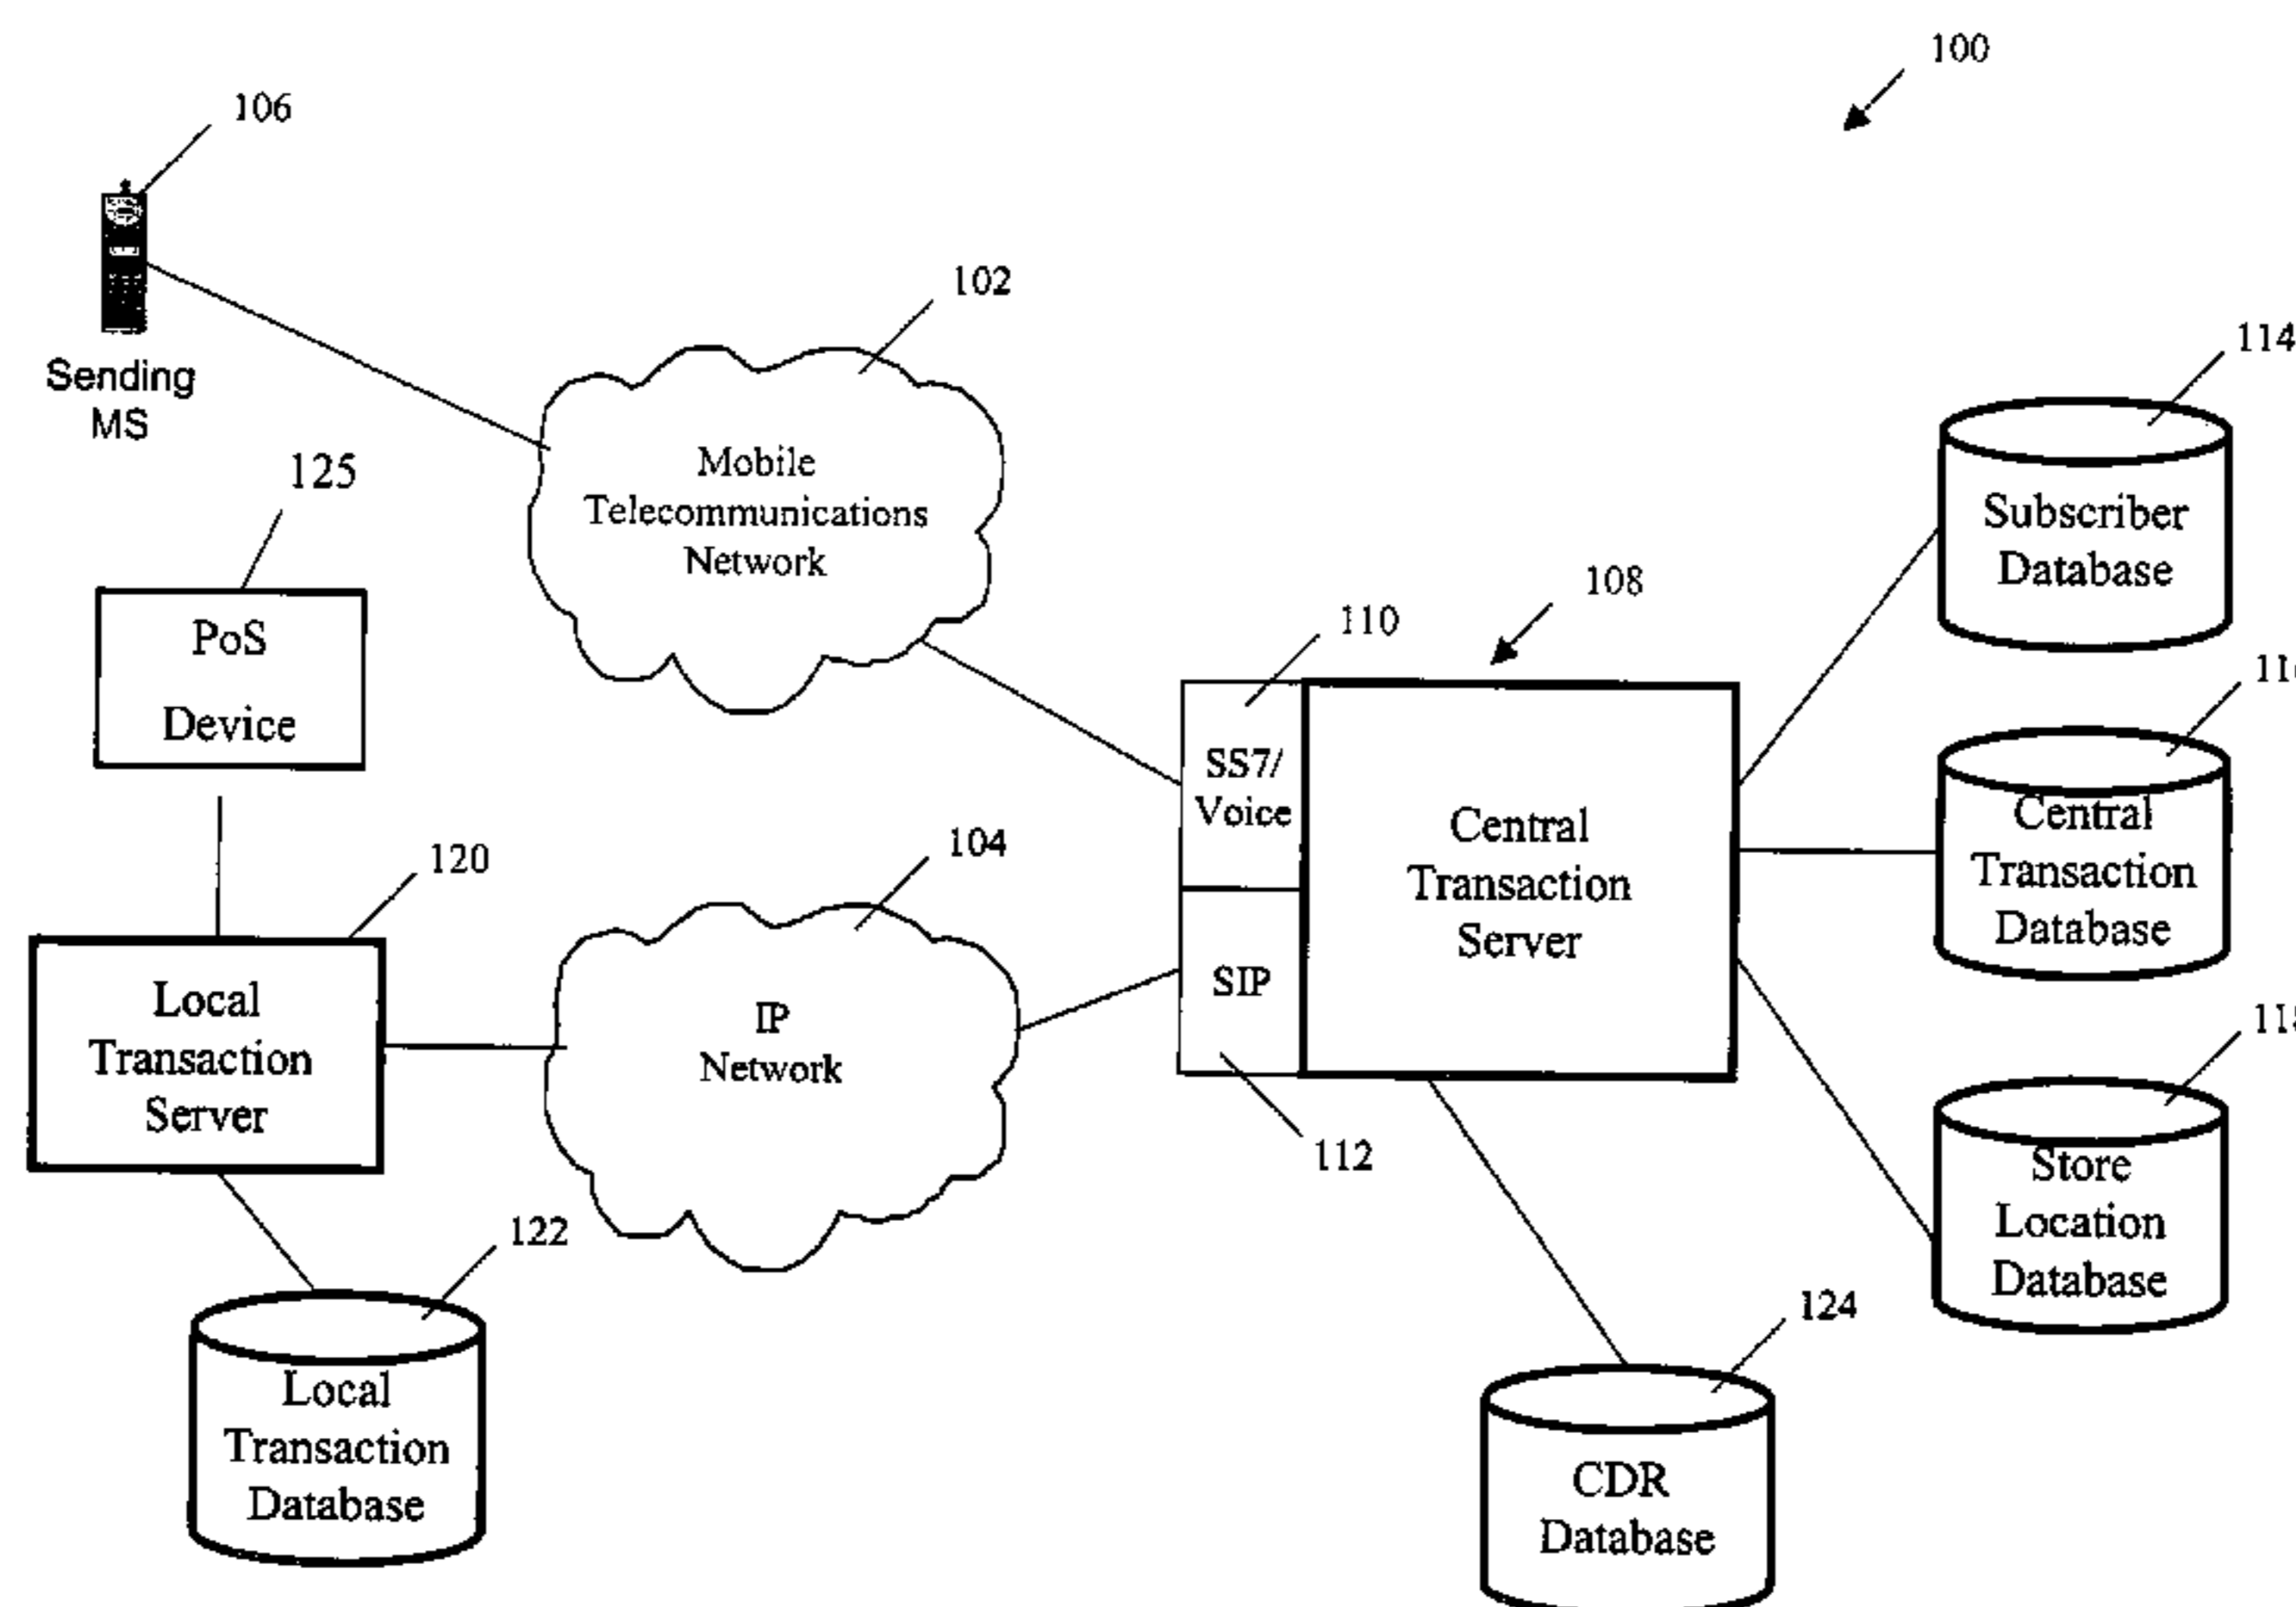 100
106
Sending
MS
102
Mobile
Telecommunications
Network
114
Subscriber
Database
125
PoS
Device
108
110
SS7/
Voice
Central
Transaction
Server
SIP
112
Central
Transaction
Database
120
Local
Transaction
Server
104
IP
Network
Store
Location
Database
122
Local
Transaction
Database
124
CDR
Database